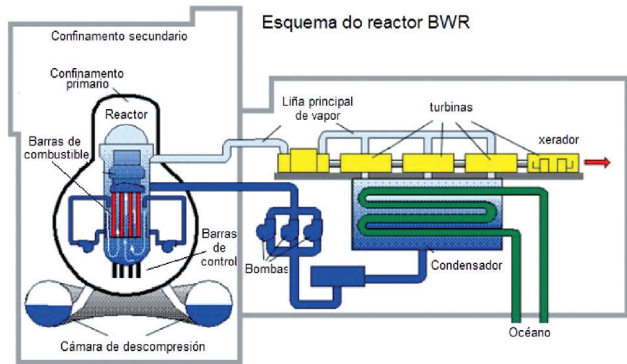 Esquema do reactor BWR
Confinamento secundario
Confinamento
primario
Reactor
Barras de
combustible
Liña principal
de vapor
turbinas
xerador
Barras
de
control
Bombas
Condensador
Océano
Cámara de descompresión